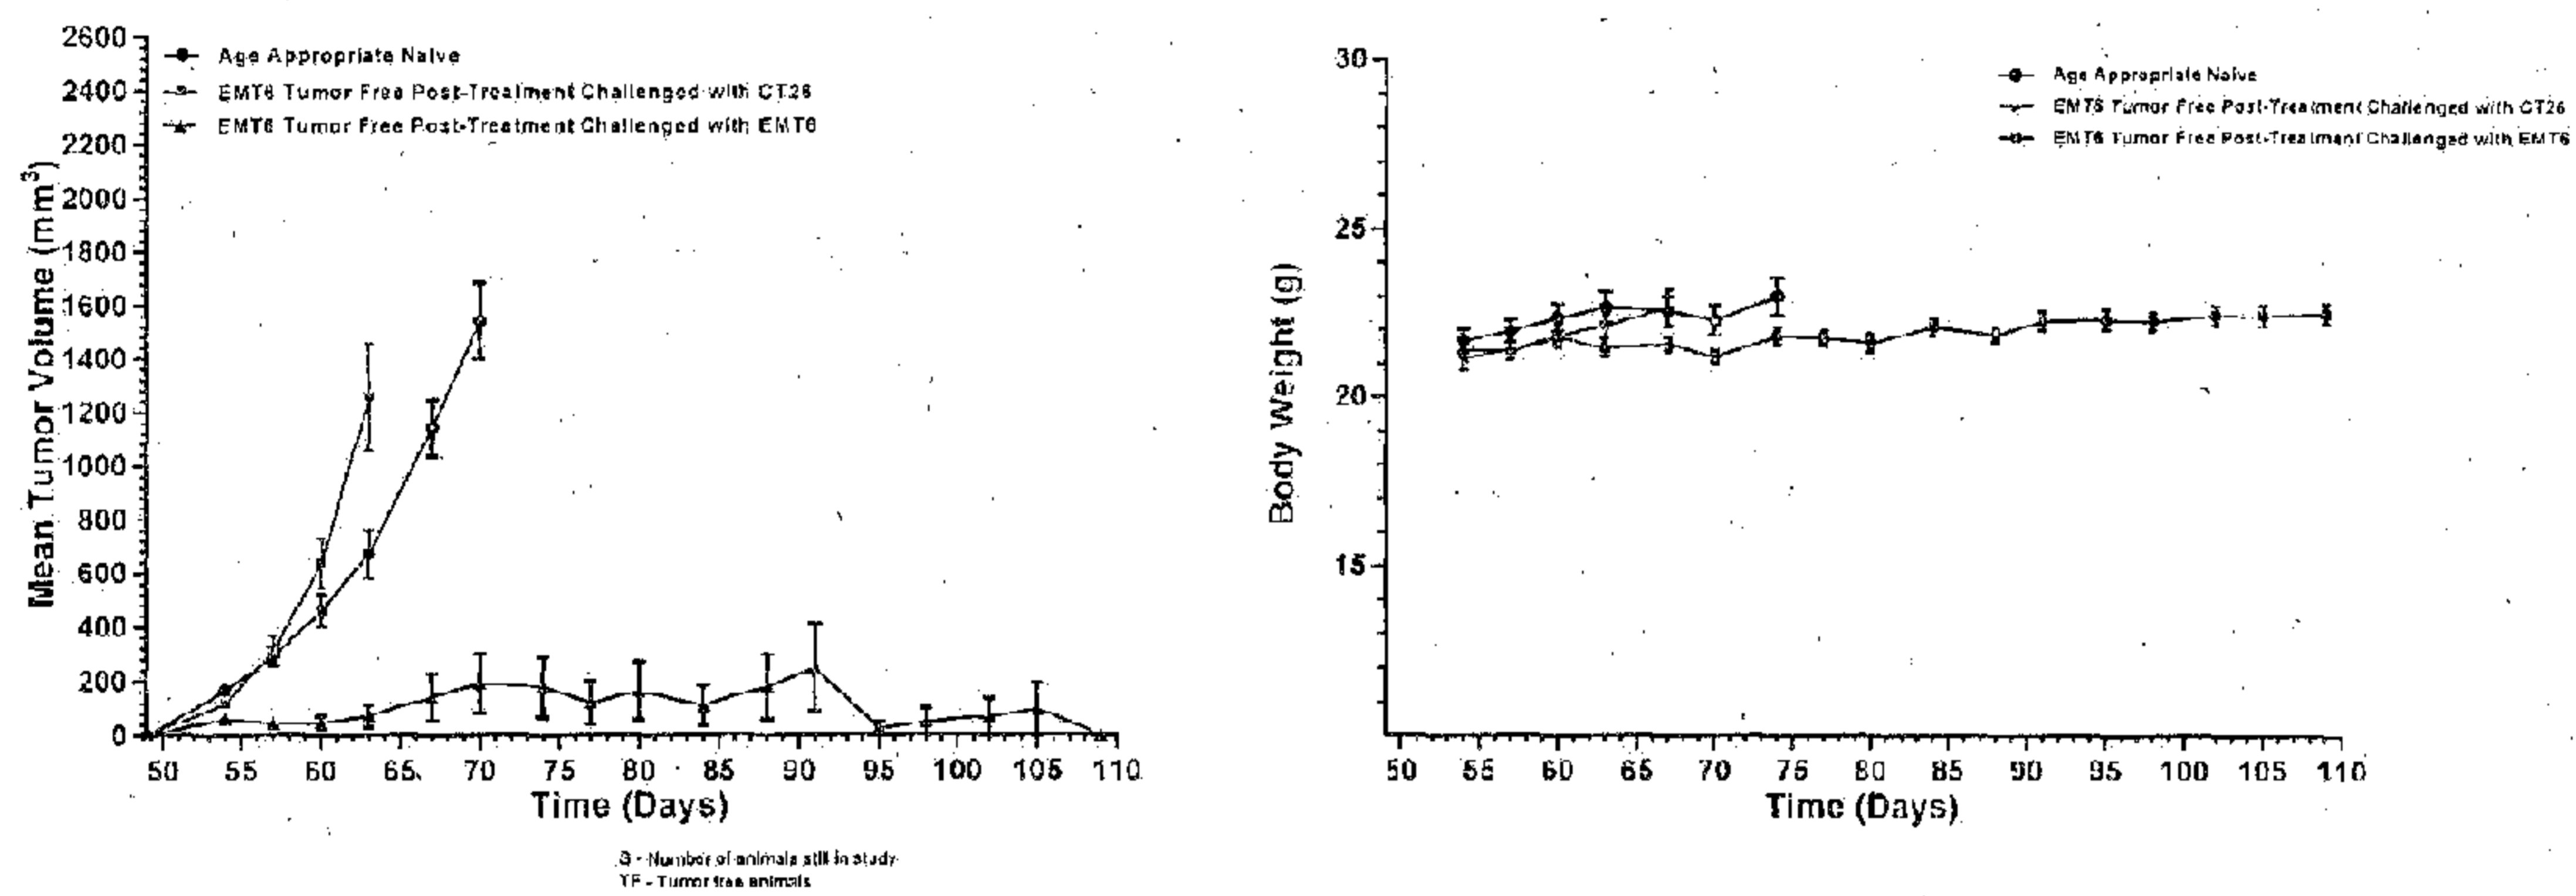 2600
2400
2200
2000
1800
1600
1400
1200
1000
800
600
400
200
0
Mean Tumor Volume (mm³)
Age Appropriate Naive
EMT6 Tumor Free Post-Treatment Challenged with CT26
EMT6 Tumor Free Post-Treatment Challenged with EMT6
50 55 60 65 70 75 80 85 90 95 100 105 110
Time (Days)
S - Number of animals still in study
TF - Tumor free animals
30
25
20
15
Body Weight (g)
Age Appropriate Naive
EMT6 Tumor Free Post-Treatment Challenged with CT26
EMT6 Tumor Free Post-Treatment Challenged with EMT6
50 55 60 65 70 75 80 85 90 95 100 105 110
Time (Days)